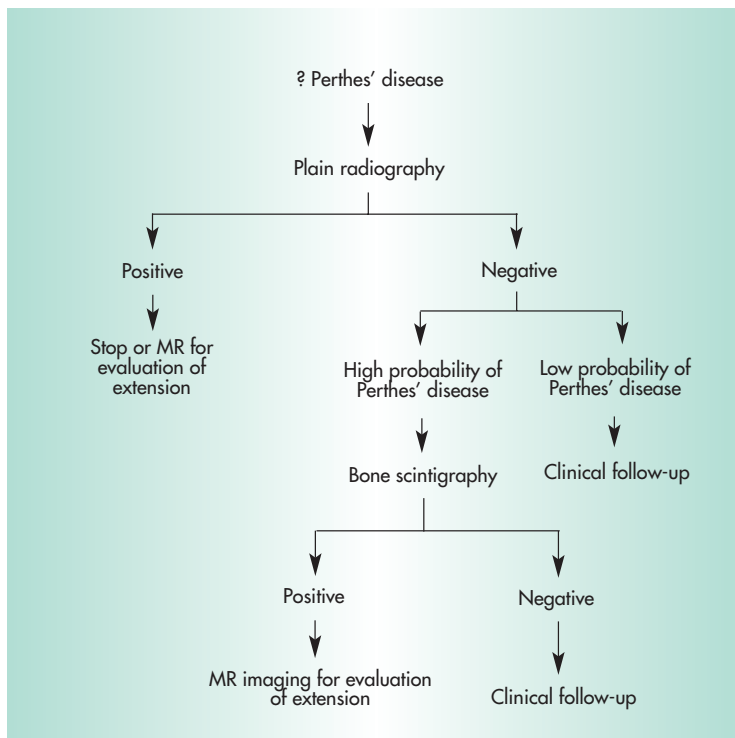 ? Perthes’ disease
Plain radiography
Positive
Negative
Stop or MR for
evaluation of
extension
High probability of
Perthes’ disease
Low probability of
Perthes’ disease
Bone scintigraphy
Clinical follow-up
Positive
Negative
MR imaging for evaluation
of extension
Clinical follow-up